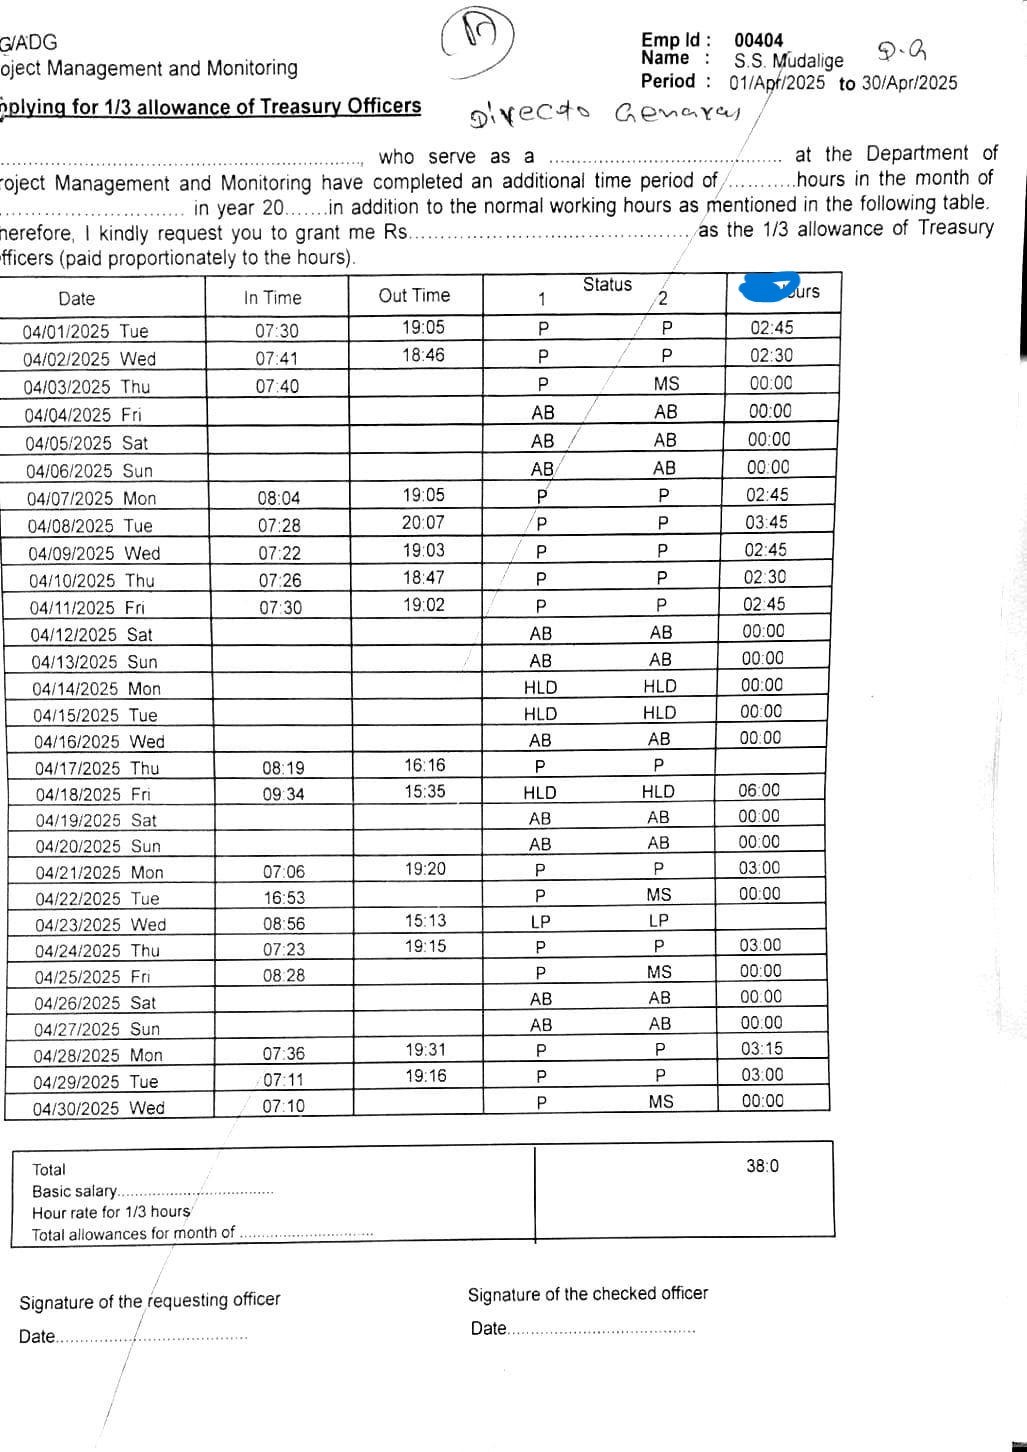 G/ADG
oject Management and Monitoring
Emp Id : 00404
Name : S.S. Mudalige
D.G
Period : 01/Apr/2025 to 30/Apr/2025
pplying for 1/3 allowance of Treasury Officers
Directo Genaral
................................................, who serve as a ................................ at the Department of
roject Management and Monitoring have completed an additional time period of ...........hours in the month of
......................... in year 20.......in addition to the normal working hours as mentioned in the following table.
herefore, I kindly request you to grant me Rs........................................as the 1/3 allowance of Treasury
fficers (paid proportionately to the hours).
Date In Time Out Time Status 1 2 ours
04/01/2025 Tue 07:30 19:05 P P 02:45
04/02/2025 Wed 07:41 18:46 P P 02:30
04/03/2025 Thu 07:40 P MS 00:00
04/04/2025 Fri AB AB 00:00
04/05/2025 Sat AB AB 00:00
04/06/2025 Sun AB AB 00:00
04/07/2025 Mon 08:04 19:05 P P 02:45
04/08/2025 Tue 07:28 20:07 P P 03:45
04/09/2025 Wed 07:22 19:03 P P 02:45
04/10/2025 Thu 07:26 18:47 P P 02:30
04/11/2025 Fri 07:30 19:02 P P 02:45
04/12/2025 Sat AB AB 00:00
04/13/2025 Sun AB AB 00:00
04/14/2025 Mon HLD HLD 00:00
04/15/2025 Tue HLD HLD 00:00
04/16/2025 Wed AB AB 00:00
04/17/2025 Thu 08:19 16:16 P P
04/18/2025 Fri 09:34 15:35 HLD HLD 06:00
04/19/2025 Sat AB AB 00:00
04/20/2025 Sun AB AB 00:00
04/21/2025 Mon 07:06 19:20 P P 03:00
04/22/2025 Tue 16:53 P MS 00:00
04/23/2025 Wed 08:56 15:13 LP LP
04/24/2025 Thu 07:23 19:15 P P 03:00
04/25/2025 Fri 08:28 P MS 00:00
04/26/2025 Sat AB AB 00:00
04/27/2025 Sun AB AB 00:00
04/28/2025 Mon 07:36 19:31 P P 03:15
04/29/2025 Tue 07:11 19:16 P P 03:00
04/30/2025 Wed 07:10 P MS 00:00
Total 38:0
Basic salary...............................
Hour rate for 1/3 hours
Total allowances for month of ...........................
Signature of the requesting officer
Signature of the checked officer
Date.....................................
Date.....................................